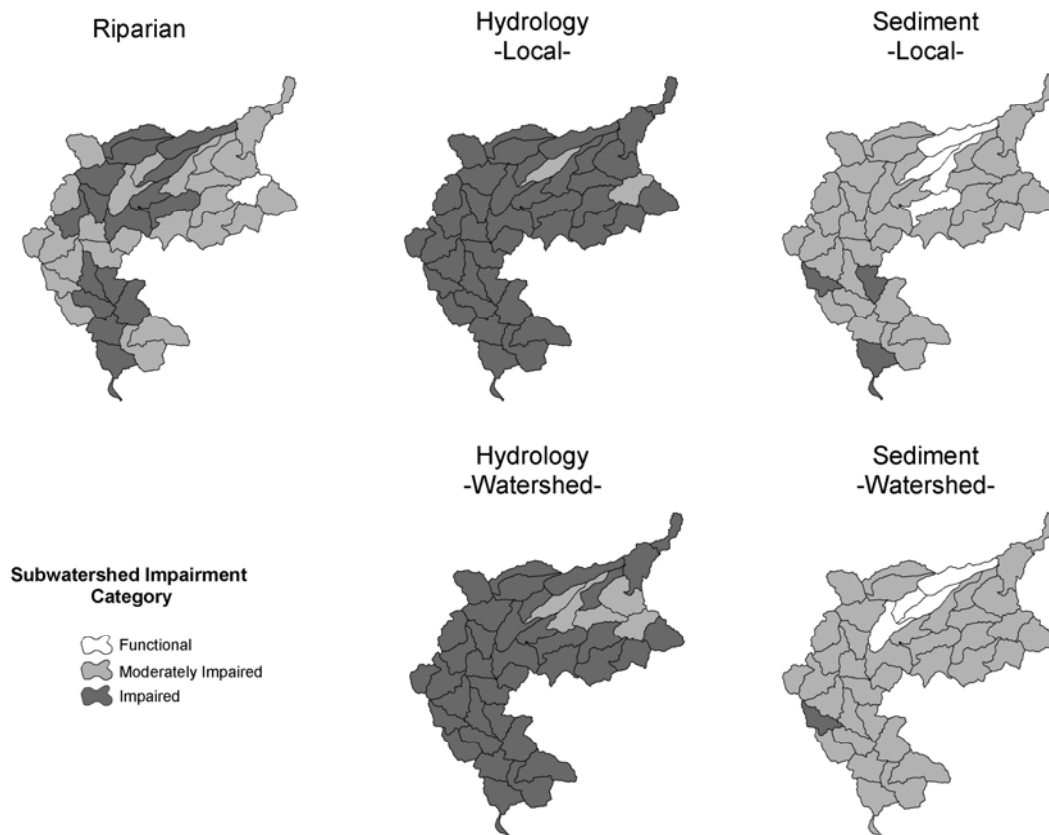 Riparian
Hydrology
-Local-
Sediment
-Local-
Hydrology
-Watershed-
Sediment
-Watershed-
Subwatershed Impairment
Category
Functional
Moderately Impaired
Impaired